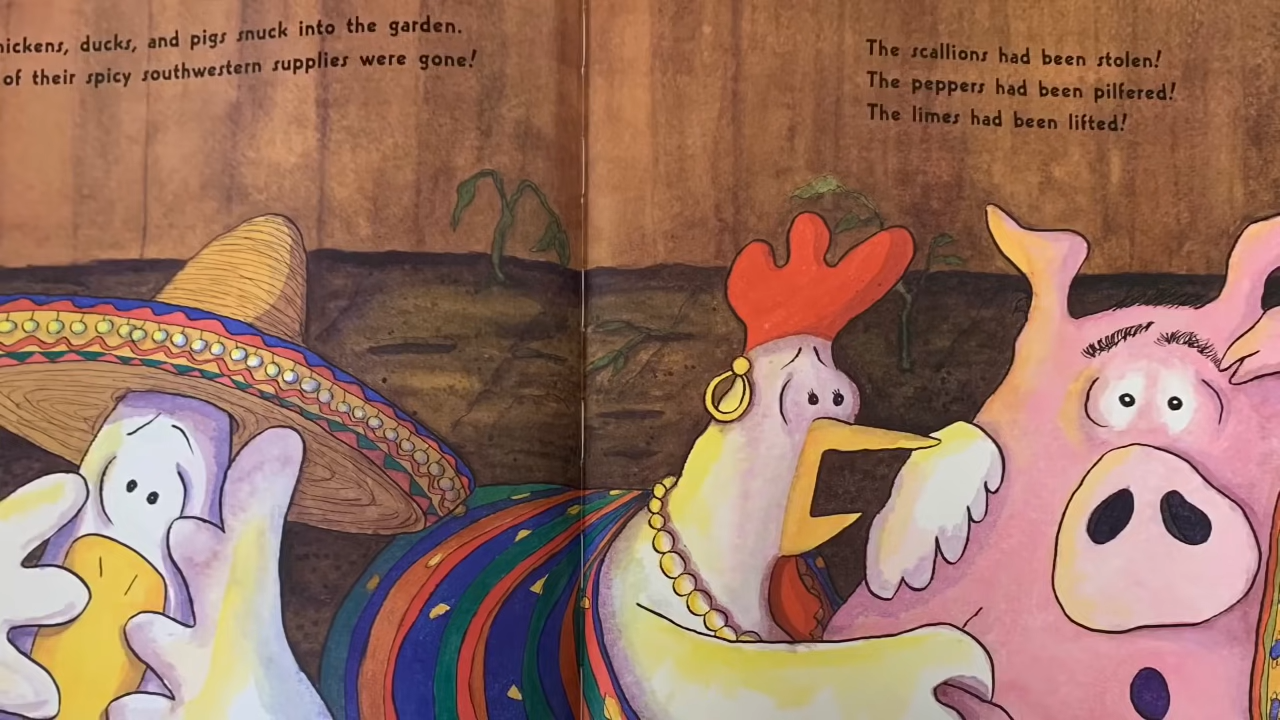 ducks, and pigs snuck into the garden.
of their spicy southwestern supplies were gone!
The scallions had been stolen!
The peppers had been pilfered!
The limes had been lifted!